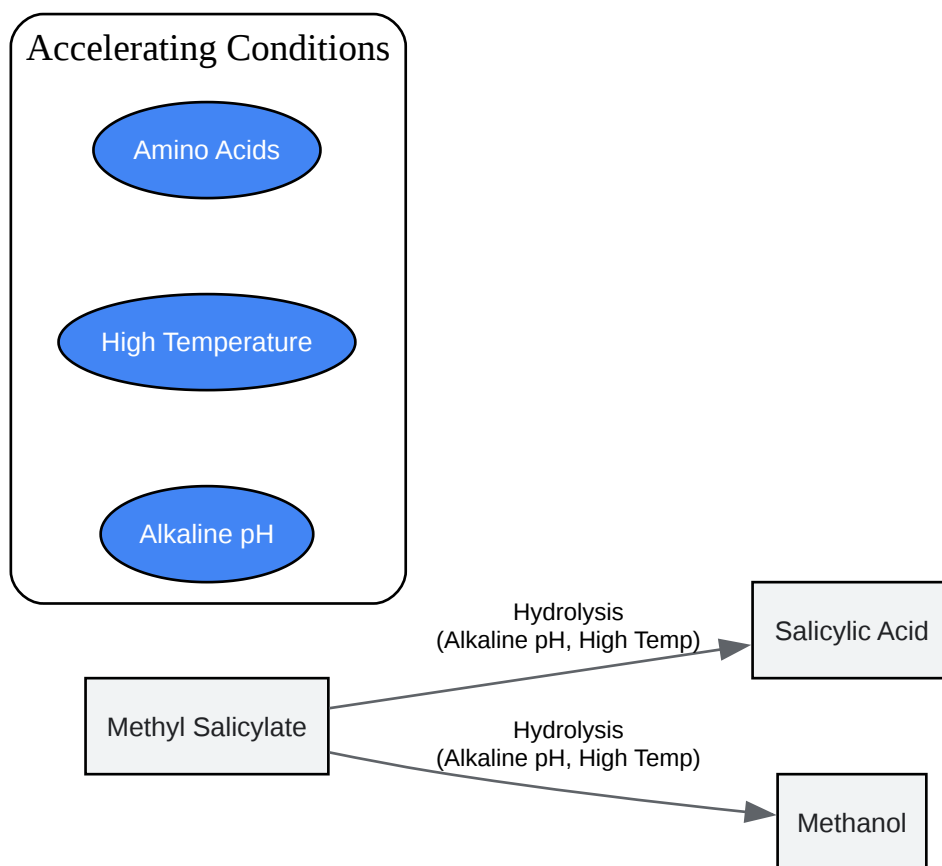 Accelerating Conditions
Amino Acids
High Temperature
Alkaline pH
Hydrolysis
(Alkaline pH, High Temp)
Salicylic Acid
Methyl Salicylate
Hydrolysis
(Alkaline pH, High Temp)
Methanol